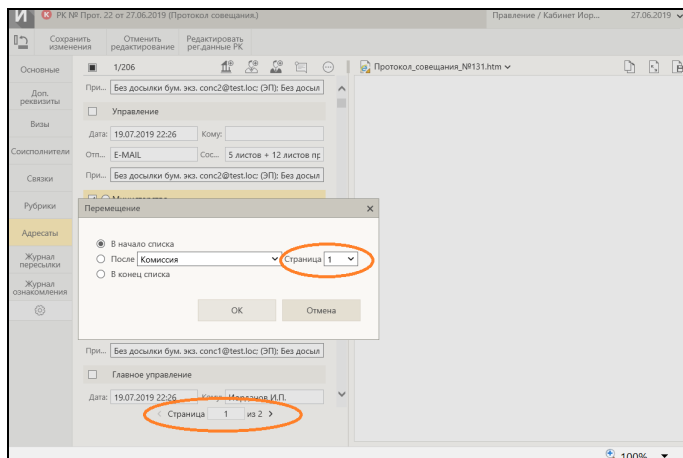 И РК № Прот. 22 от 27.06.2019 (Протокол совещания.) Правление / Кабинет Иор... 27.06.2019
Сохранить изменения Отменить редактирование Редактировать рег.данные РК
Основные
1/206
Протокол_совещания_№131.htm
Доп. реквизиты
При... Без досылки бум. экз. conc2@test.loc; (ЭП): Без досыл
Управление
Визы
Дата: 19.07.2019 22:26 Кому:
Соисполнители
Отп... E-MAIL Сос... 5 листов + 12 листов пр
Связки
При... Без досылки бум. экз. conc2@test.loc; (ЭП): Без досыл
Рубрики
Перемещение
Адресаты
В начало списка
Журнал пересылки
После Комиссия Страница 1
В конец списка
Журнал ознакомления
ОК Отмена
При... Без досылки бум. экз. conc1@test.loc; (ЭП): Без досыл
Главное управление
Дата: 19.07.2019 22:26 Кому: Иорданов И.П.
Страница 1 из 2
100%